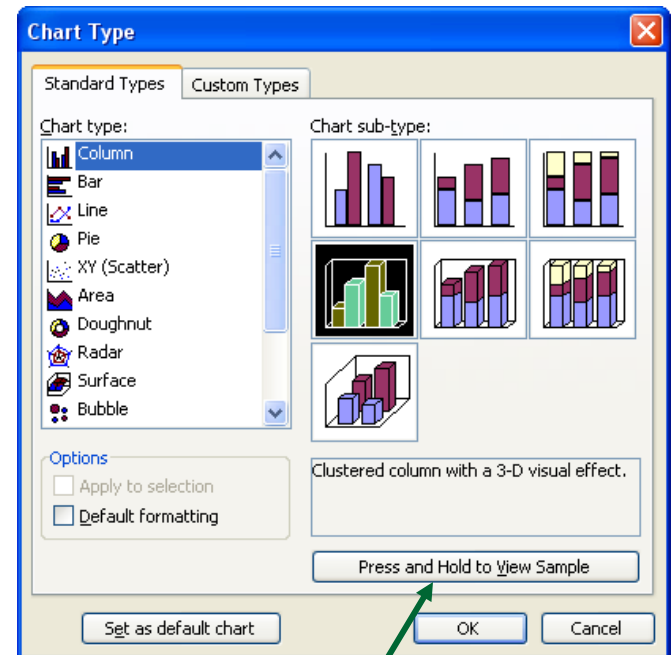 Chart Type
Standard Types
Custom Types
Chart type:
Column
Bar
Line
Pie
XY (Scatter)
Area
Doughnut
Radar
Surface
Bubble
Chart sub-type:
Options
Apply to selection
Default formatting
Clustered column with a 3-D visual effect.
Press and Hold to View Sample
Set as default chart
OK
Cancel